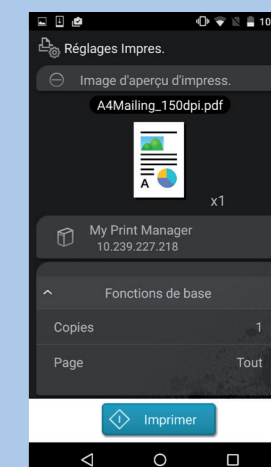 10
Réglages Impres.
Image d'aperçu d'impress.
A4Mailing_150dpi.pdf
A
x1
My Print Manager
10.239.227.218
Fonctions de base
Copies 1
Page Tout
Imprimer